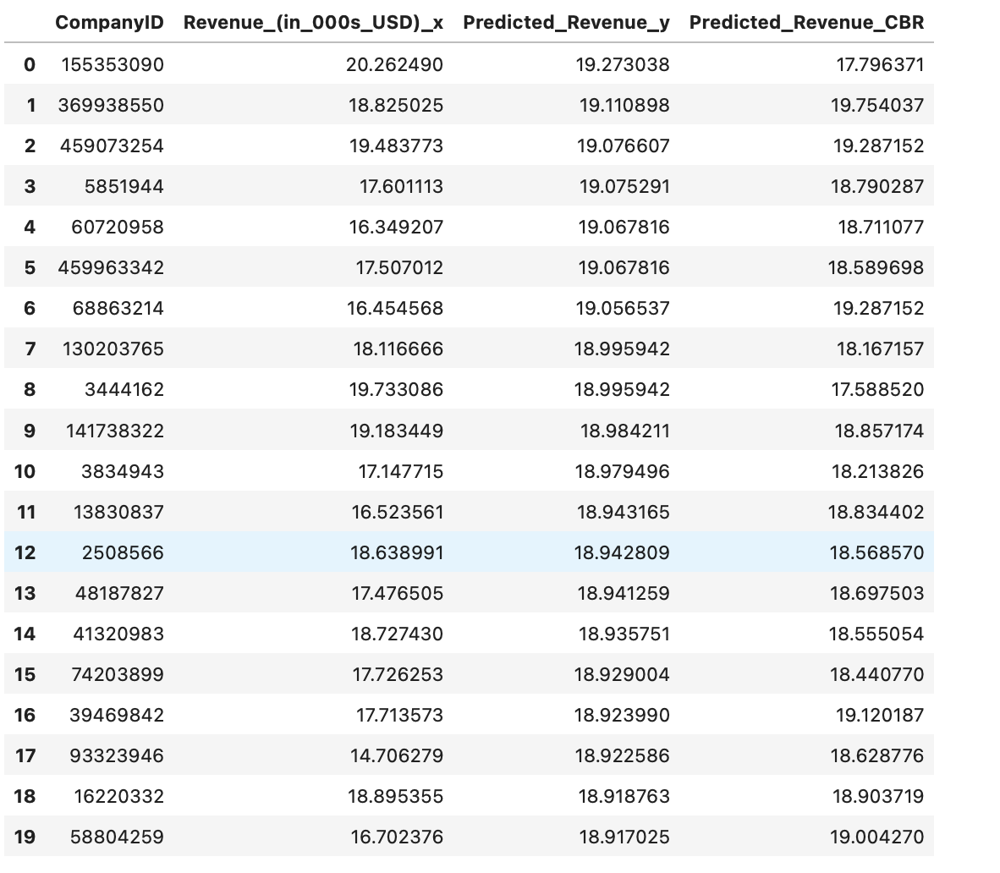 CompanyID Revenue_(in_000s_USD)_x Predicted_Revenue_y Predicted_Revenue_CBR
0 155353090 20.262490 19.273038 17.796371
1 369938550 18.825025 19.110898 19.754037
2 459073254 19.483773 19.076607 19.287152
3 5851944 17.601113 19.075291 18.790287
4 60720958 16.349207 19.067816 18.711077
5 459963342 17.507012 19.067816 18.589698
6 68863214 16.454568 19.056537 19.287152
7 130203765 18.116666 18.995942 18.167157
8 3444162 19.733086 18.995942 17.588520
9 141738322 19.183449 18.984211 18.857174
10 3834943 17.147715 18.979496 18.213826
11 13830837 16.523561 18.943165 18.834402
12 2508566 18.638991 18.942809 18.568570
13 48187827 17.476505 18.941259 18.697503
14 41320983 18.727430 18.935751 18.555054
15 74203899 17.726253 18.929004 18.440770
16 39469842 17.713573 18.923990 19.120187
17 93323946 14.706279 18.922586 18.628776
18 16220332 18.895355 18.918763 18.903719
19 58804259 16.702376 18.917025 19.004270